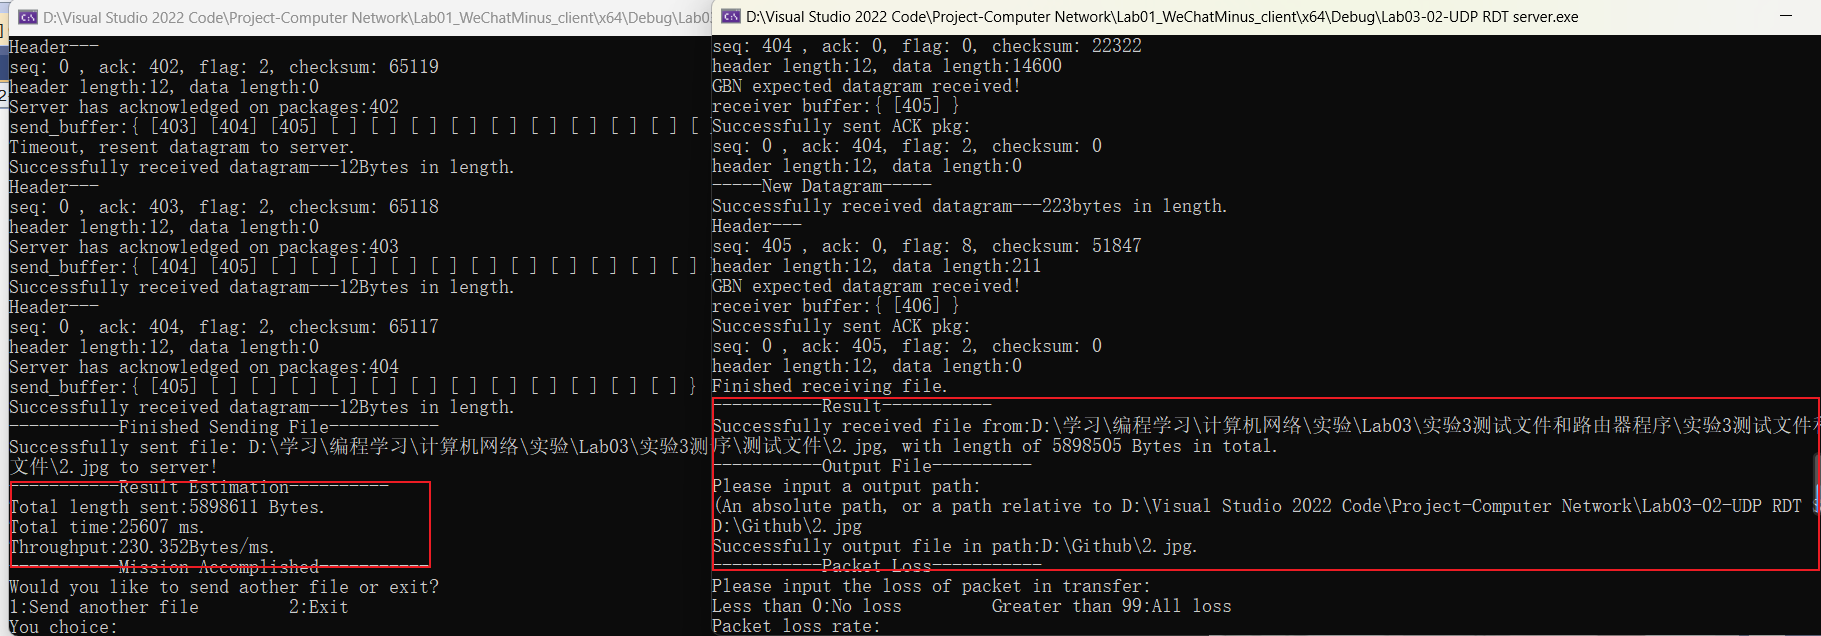 D:\Visual Studio 2022 Code\Project-Computer Network\Lab01_WeChatMinus_client\x64\Debug\Lab0
Header---
seq: 0 , ack: 402, flag: 2, checksum: 65119
header length:12, data length:0
Server has acknowledged on packages:402
send_buffer:{ [403] [404] [405] [ ] [ ] [ ] [ ] [ ] [ ] [ ] [ ] [ ] [
Timeout, resent datagram to server.
Successfully received datagram---12Bytes in length.
Header---
seq: 0 , ack: 403, flag: 2, checksum: 65118
header length:12, data length:0
Server has acknowledged on packages:403
send_buffer:{ [404] [405] [ ] [ ] [ ] [ ] [ ] [ ] [ ] [ ] [ ] [ ] [ ]
Successfully received datagram---12Bytes in length.
Header---
seq: 0 , ack: 404, flag: 2, checksum: 65117
header length:12, data length:0
Server has acknowledged on packages:404
send_buffer:{ [405] [ ] [ ] [ ] [ ] [ ] [ ] [ ] [ ] [ ] [ ] [ ] [ ] }
Successfully received datagram---12Bytes in length.
-----------Finished Sending File-----------
Successfully sent file: D:\学习\编程学习\计算机网络\实验\Lab03\实验3测
文件\2.jpg to server!
-----------Result Estimation----------
Total length sent:5898611 Bytes.
Total time:25607 ms.
Throughput:230.352Bytes/ms.
-----------Mission Accomplished-----------
Would you like to send aother file or exit?
1:Send another file 2:Exit
You choice:
D:\Visual Studio 2022 Code\Project-Computer Network\Lab01_WeChatMinus_client\x64\Debug\Lab03-02-UDP RDT server.exe
seq: 404 , ack: 0, flag: 0, checksum: 22322
header length:12, data length:14600
GBN expected datagram received!
receiver buffer:{ [405] }
Successfully sent ACK pkg:
seq: 0 , ack: 404, flag: 2, checksum: 0
header length:12, data length:0
-----New Datagram-----
Successfully received datagram---223bytes in length.
Header---
seq: 405 , ack: 0, flag: 8, checksum: 51847
header length:12, data length:211
GBN expected datagram received!
receiver buffer:{ [406] }
Successfully sent ACK pkg:
seq: 0 , ack: 405, flag: 2, checksum: 0
header length:12, data length:0
Finished receiving file.
-----------Result-----------
Successfully received file from:D:\学习\编程学习\计算机网络\实验\Lab03\实验3测试文件和路由器程序\实验3测试文件和
序\测试文件\2.jpg, with length of 5898505 Bytes in total.
-----------Output File----------
Please input a output path:
(An absolute path, or a path relative to D:\Visual Studio 2022 Code\Project-Computer Network\Lab03-02-UDP RDT S
D:\Github\2.jpg
Successfully output file in path:D:\Github\2.jpg.
-----------Packet Loss-----------
Please input the loss of packet in transfer:
Less than 0:No loss Greater than 99:All loss
Packet loss rate: